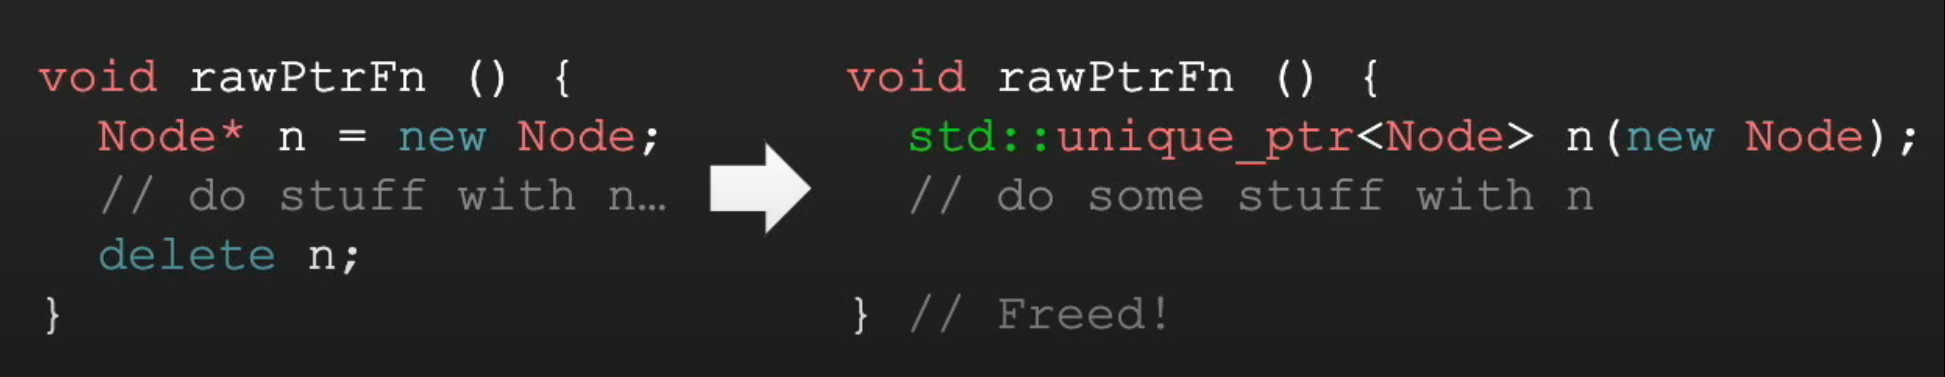 void rawPtrFn () {
  Node* n = new Node;
  // do stuff with n…
  delete n;
}
void rawPtrFn () {
  std::unique_ptr<Node> n(new Node);
  // do some stuff with n
} // Freed!